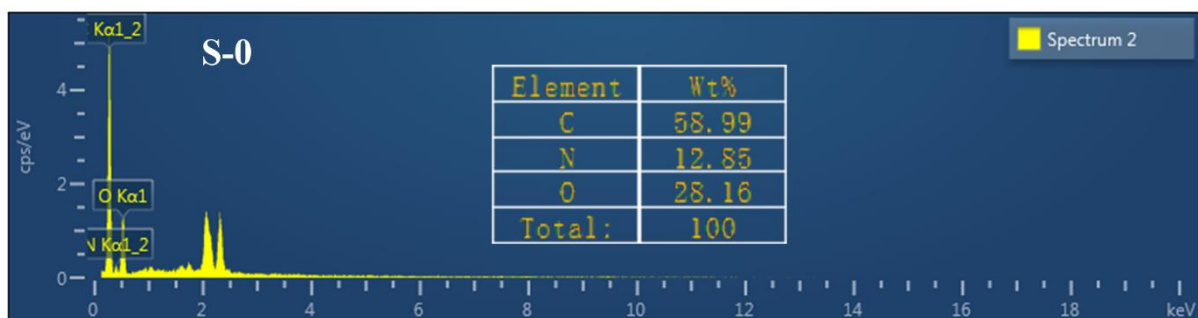 Kα1_2
S-0
Spectrum 2
Element Wt%
C 58.99
N 12.85
O 28.16
Total: 100
cps/eV
4
2
0
O Kα1
N Kα1_2
0 2 4 6 8 10 12 14 16 18 keV